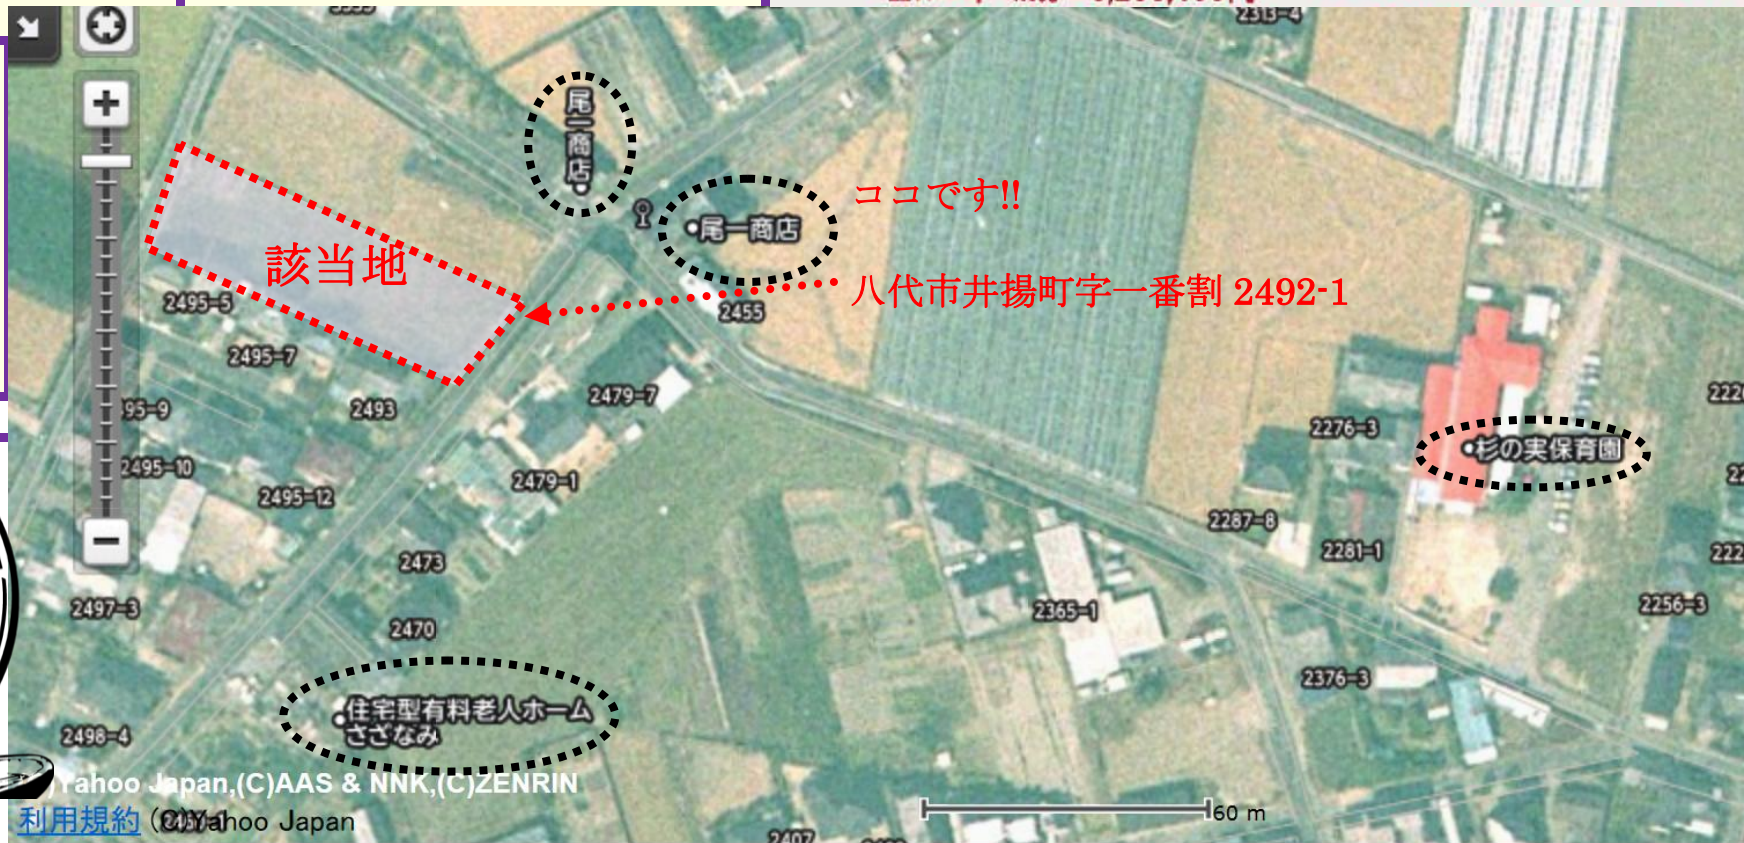 2313-4
尾一商店
尾一商店
ココです!!
該当地
八代市井揚町字一番割 2492-1
2495-5
2455
2495-7
2479-7
2493
2276-3
杉の実保育園
2495-10
2479-1
2495-12
2287-8
2281-1
2473
2497-3
2365-1
2256-3
2470
2376-3
住宅型有料老人ホーム
さざなみ
2498-4
Yahoo Japan,(C)AAS & NNK,(C)ZENRIN
60 m
利用規約 (C)Yahoo Japan
2407